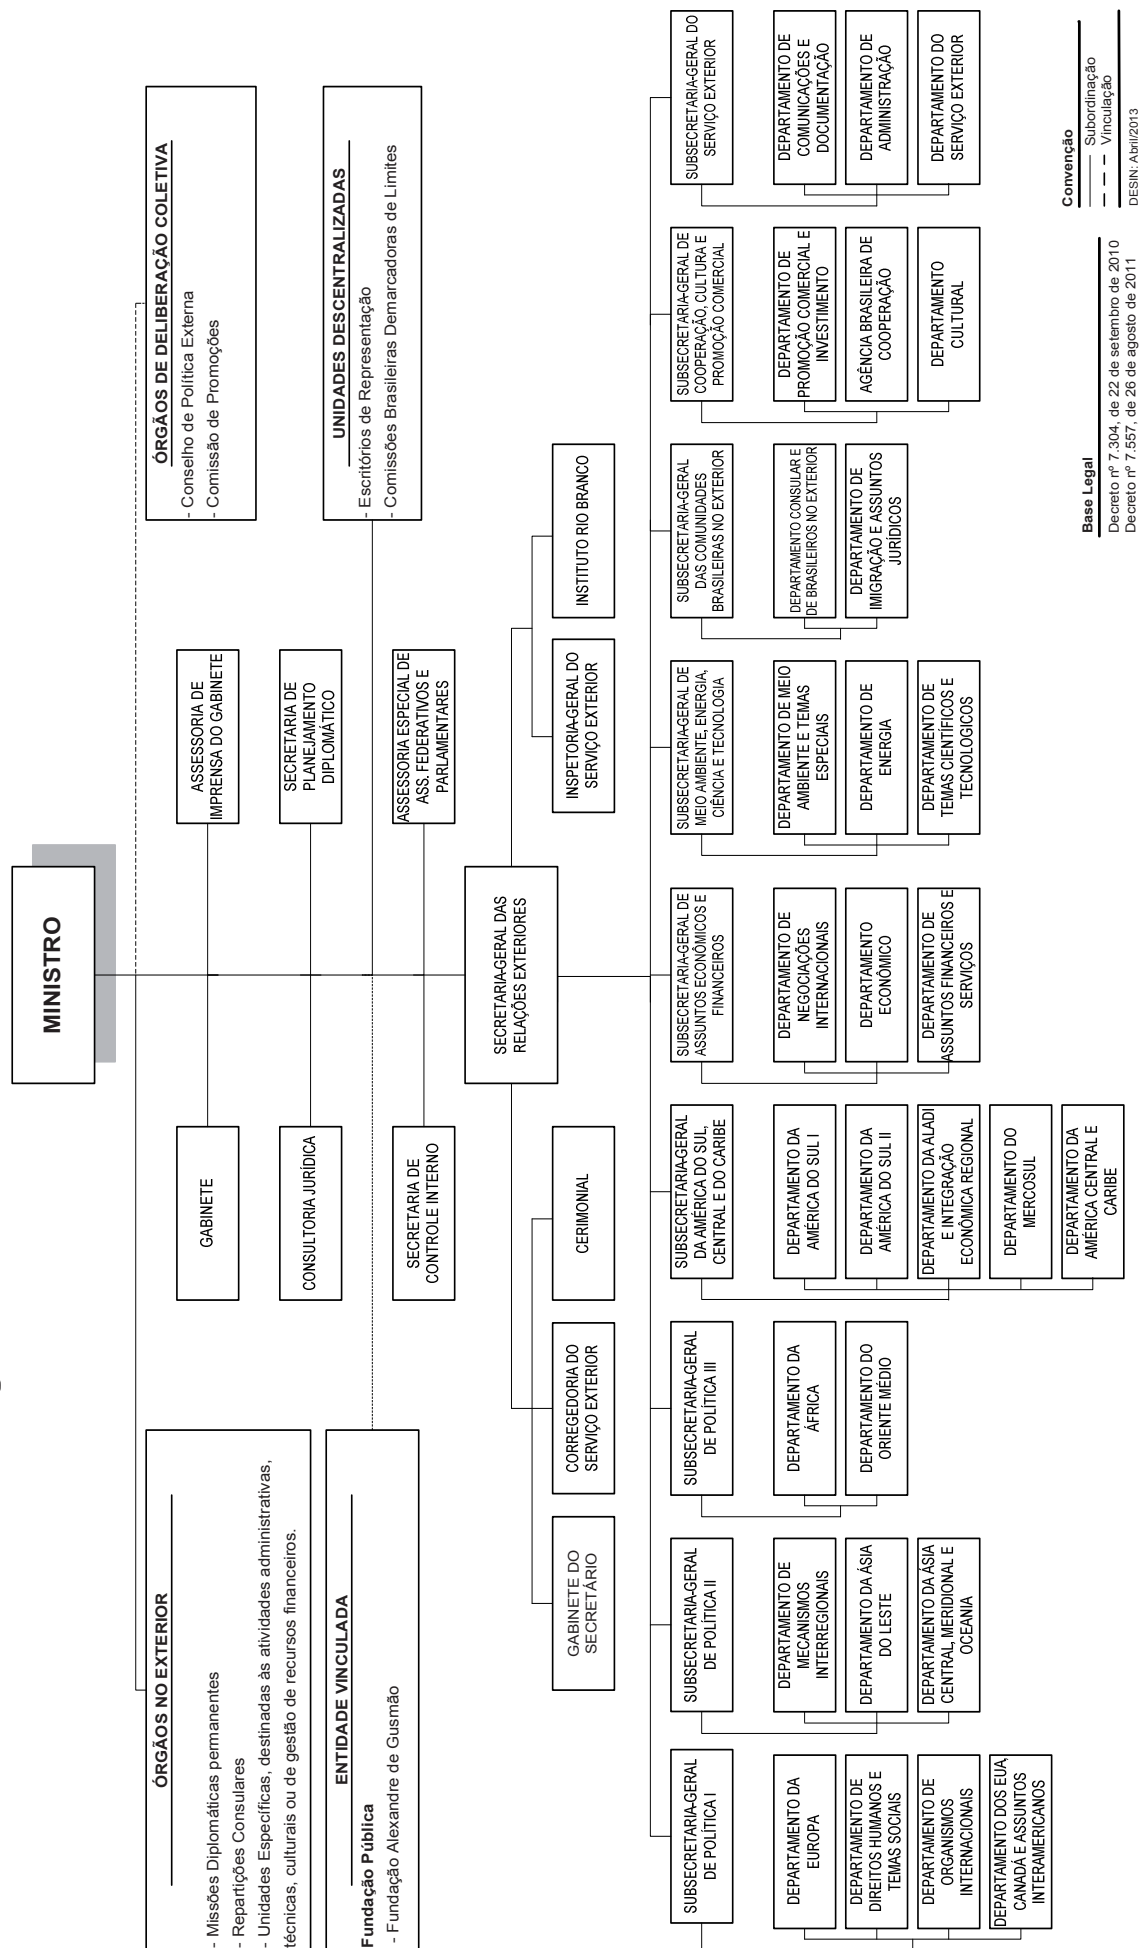 MINISTRO
ÓRGÃOS NO EXTERIOR
- Missões Diplomáticas permanentes
- Repartições Consulares
- Unidades Específicas, destinadas às atividades administrativas,
técnicas, culturais ou de gestão de recursos financeiros.
ÓRGÃOS DE DELIBERAÇÃO COLETIVA
- Conselho de Política Externa
- Comissão de Promoções
GABINETE
ASSESSORIA DE
IMPRENSA DO GABINETE
CONSULTORIA JURÍDICA
SECRETARIA DE
PLANEJAMENTO
DIPLOMÁTICO
ENTIDADE VINCULADA
Fundação Pública
- Fundação Alexandre de Gusmão
UNIDADES DESCENTRALIZADAS
- Escritórios de Representação
- Comissões Brasileiras Demarcadoras de Limites
SECRETARIA DE
CONTROLE INTERNO
ASSESSORIA ESPECIAL DE
ASS. FEDERATIVOS E
PARLAMENTARES
SECRETARIA-GERAL DAS
RELAÇÕES EXTERIORES
GABINETE DO
SECRETÁRIO
CORREGEDORIA DO
SERVIÇO EXTERIOR
CERIMONIAL
INSPETORIA-GERAL DO
SERVIÇO EXTERIOR
INSTITUTO RIO BRANCO
SUBSECRETARIA-GERAL
DE POLÍTICA I
DEPARTAMENTO DA
EUROPA
DEPARTAMENTO DE
DIREITOS HUMANOS E
TEMAS SOCIAIS
DEPARTAMENTO DE
ORGANISMOS
INTERNACIONAIS
DEPARTAMENTO DOS EUA,
CANADÁ E ASSUNTOS
INTERAMERICANOS
SUBSECRETARIA-GERAL
DE POLÍTICA II
DEPARTAMENTO DE
MECANISMOS
INTERREGIONAIS
DEPARTAMENTO DA ÁSIA
DO LESTE
DEPARTAMENTO DA ÁSIA
CENTRAL, MERIDIONAL E
OCEANIA
SUBSECRETARIA-GERAL
DE POLÍTICA III
DEPARTAMENTO DA
ÁFRICA
DEPARTAMENTO DO
ORIENTE MÉDIO
SUBSECRETARIA-GERAL
DA AMÉRICA DO SUL,
CENTRAL E DO CARIBE
DEPARTAMENTO DA
AMÉRICA DO SUL I
DEPARTAMENTO DA
AMÉRICA DO SUL II
DEPARTAMENTO DA ALADI
E INTEGRAÇÃO
ECONÔMICA REGIONAL
DEPARTAMENTO DO
MERCOSUL
DEPARTAMENTO DA
AMÉRICA CENTRAL E
CARIBE
SUBSECRETARIA-GERAL DE
ASSUNTOS ECONÔMICOS E
FINANCEIROS
DEPARTAMENTO DE
NEGOCIAÇÕES
INTERNACIONAIS
DEPARTAMENTO
ECONÔMICO
DEPARTAMENTO DE
ASSUNTOS FINANCEIROS E
SERVIÇOS
SUBSECRETARIA-GERAL DE
MEIO AMBIENTE, ENERGIA,
CIÊNCIA E TECNOLOGIA
DEPARTAMENTO DE MEIO
AMBIENTE E TEMAS
ESPECIAIS
DEPARTAMENTO DE
ENERGIA
DEPARTAMENTO DE
TEMAS CIENTÍFICOS E
TECNOLOGICOS
SUBSECRETARIA-GERAL
DAS COMUNIDADES
BRASILEIRAS NO EXTERIOR
DEPARTAMENTO CONSULAR E
DE BRASILEIROS NO EXTERIOR
DEPARTAMENTO DE
IMIGRAÇÃO E ASSUNTOS
JURÍDICOS
SUBSECRETARIA-GERAL DE
COOPERAÇÃO, CULTURA E
PROMOÇÃO COMERCIAL
DEPARTAMENTO DE
PROMOÇÃO COMERCIAL E
INVESTIMENTO
AGÊNCIA BRASILEIRA DE
COOPERAÇÃO
DEPARTAMENTO
CULTURAL
SUBSECRETARIA-GERAL DO
SERVIÇO EXTERIOR
DEPARTAMENTO DE
COMUNICAÇÕES E
DOCUMENTAÇÃO
DEPARTAMENTO DE
ADMINISTRAÇÃO
DEPARTAMENTO DO
SERVIÇO EXTERIOR
Base Legal
Decreto nº 7.304, de 22 de setembro de 2010
Decreto nº 7.557, de 26 de agosto de 2011
Convenção
Subordinação
Vinculação
DESIN: Abril/2013